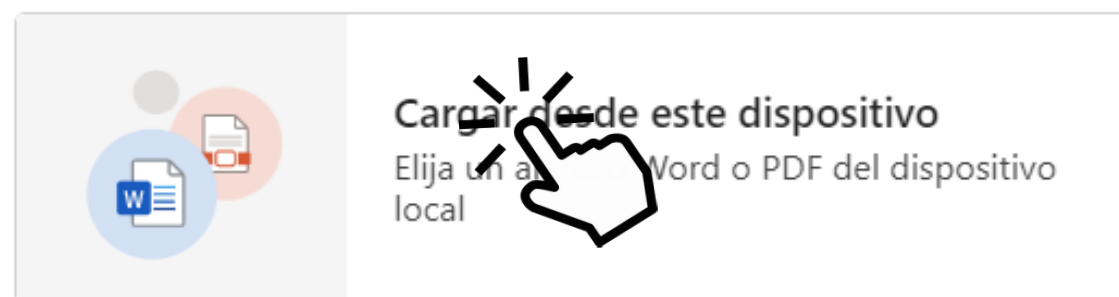 Cargar desde este dispositivo
Elija un Word o PDF del dispositivo
local
W